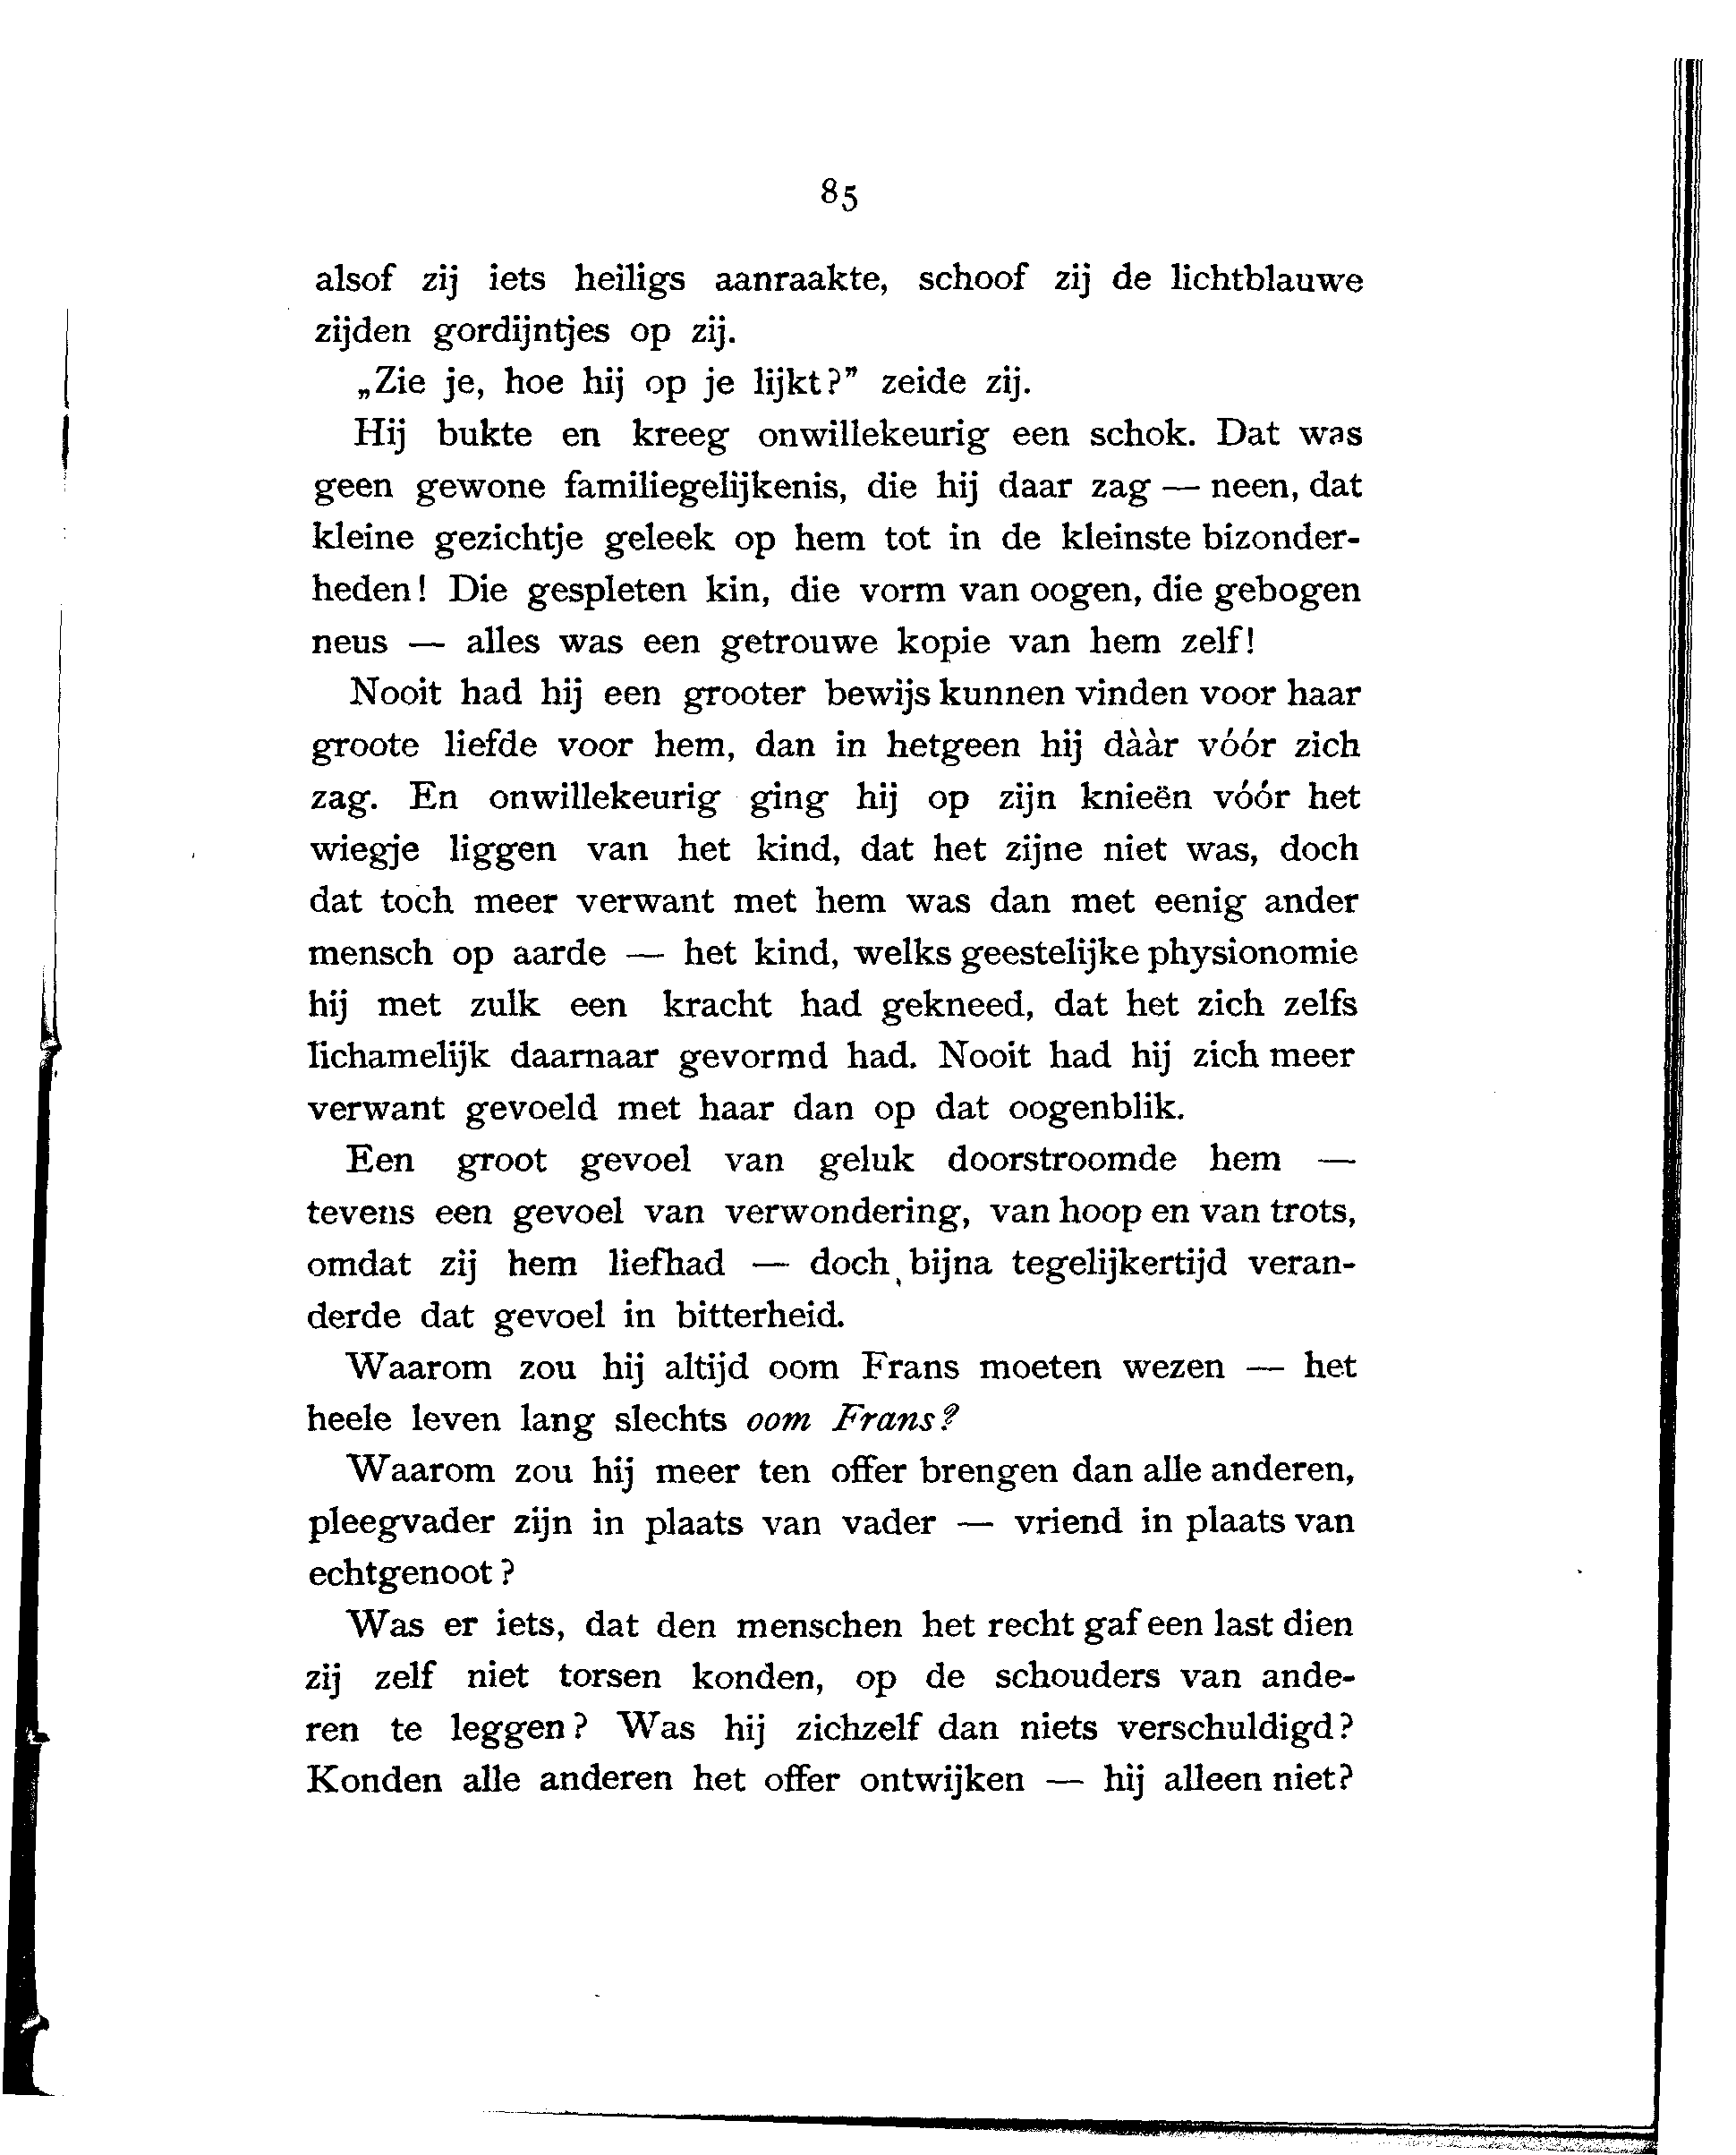 85
alsof zij iets heiligs aanraakte, schoof zij de lichtblauwe
zijden gordijntjes op zij.
„Zie je, hoe hij op je lijkt?” zeide zij.
Hij bukte en kreeg onwillekeurig een schok. Dat was
geen gewone familiegelijkenis, die hij daar zag — neen, dat
kleine gezichtje geleek op hem tot in de kleinste bizonder-
heden! Die gespleten kin, die vorm van oogen, die gebogen
neus — alles was een getrouwe kopie van hem zelf!
Nooit had hij een grooter bewijs kunnen vinden voor haar
groote liefde voor hem, dan in hetgeen hij dààr vóór zich
zag. En onwillekeurig ging hij op zijn knieën vóór het
wiegje liggen van het kind, dat het zijne niet was, doch
dat toch meer verwant met hem was dan met eenig ander
mensch op aarde — het kind, welks geestelijke physionomie
hij met zulk een kracht had gekneed, dat het zich zelfs
lichamelijk daarnaar gevormd had. Nooit had hij zich meer
verwant gevoeld met haar dan op dat oogenblik.
Een groot gevoel van geluk doorstroomde hem —
tevens een gevoel van verwondering, van hoop en van trots,
omdat zij hem liefhad — doch bijna tegelijkertijd veran-
derde dat gevoel in bitterheid.
Waarom zou hij altijd oom Frans moeten wezen — het
heele leven lang slechts oom Frans?
Waarom zou hij meer ten offer brengen dan alle anderen,
pleegvader zijn in plaats van vader — vriend in plaats van
echtgenoot?
Was er iets, dat den menschen het recht gaf een last dien
zij zelf niet torsen konden, op de schouders van ande-
ren te leggen? Was hij zichzelf dan niets verschuldigd?
Konden alle anderen het offer ontwijken — hij alleen niet?